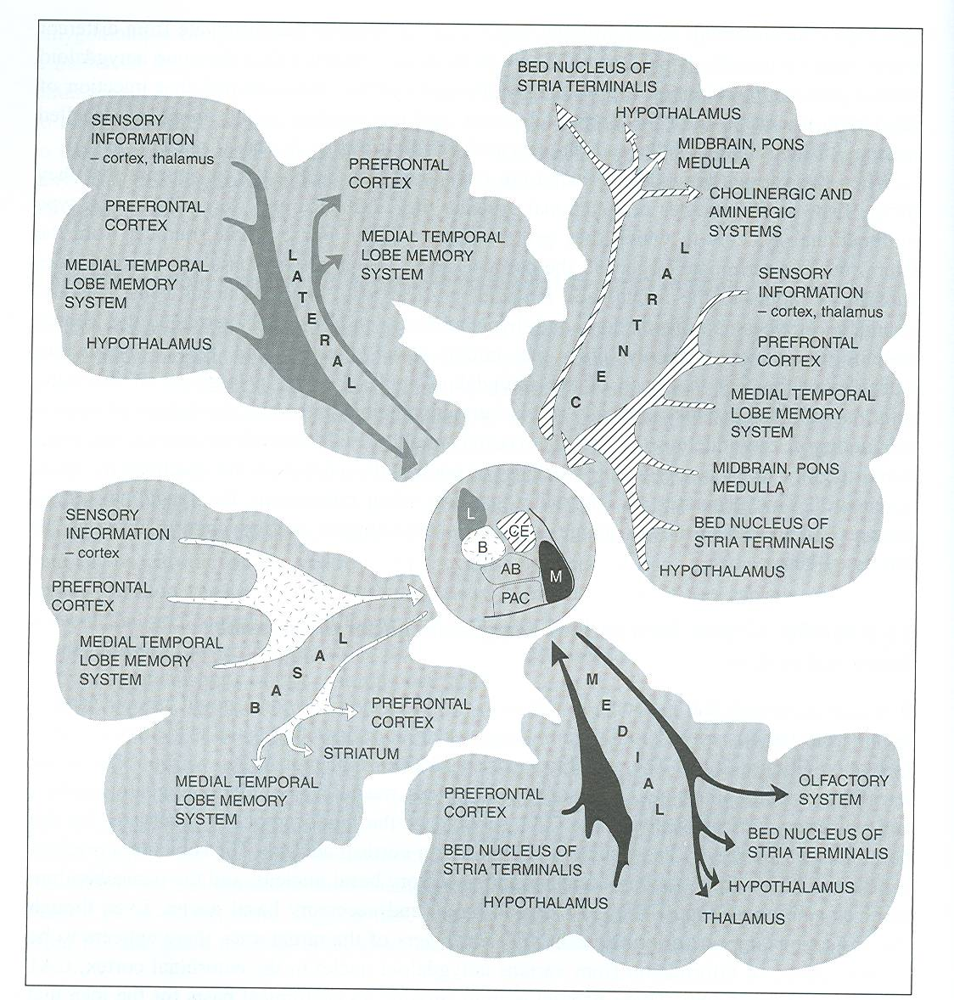 SENSORY
INFORMATION
– cortex, thalamus
PREFRONTAL
CORTEX
MEDIAL TEMPORAL
LOBE MEMORY
SYSTEM
HYPOTHALAMUS
LATERAL
PREFRONTAL
CORTEX
MEDIAL TEMPORAL
LOBE MEMORY
SYSTEM
BED NUCLEUS OF
STRIA TERMINALIS
HYPOTHALAMUS
MIDBRAIN, PONS
MEDULLA
CHOLINERGIC AND
AMINERGIC
SYSTEMS
CENTRAL
SENSORY
INFORMATION
– cortex, thalamus
PREFRONTAL
CORTEX
MEDIAL TEMPORAL
LOBE MEMORY
SYSTEM
MIDBRAIN, PONS
MEDULLA
BED NUCLEUS OF
STRIA TERMINALIS
HYPOTHALAMUS
L
CE
B
AB
M
PAC
SENSORY
INFORMATION
– cortex
PREFRONTAL
CORTEX
MEDIAL TEMPORAL
LOBE MEMORY
SYSTEM
BASAL
PREFRONTAL
CORTEX
STRIATUM
MEDIAL TEMPORAL
LOBE MEMORY
SYSTEM
MEDIAL
PREFRONTAL
CORTEX
BED NUCLEUS OF
STRIA TERMINALIS
HYPOTHALAMUS
OLFACTORY
SYSTEM
BED NUCLEUS OF
STRIA TERMINALIS
HYPOTHALAMUS
THALAMUS